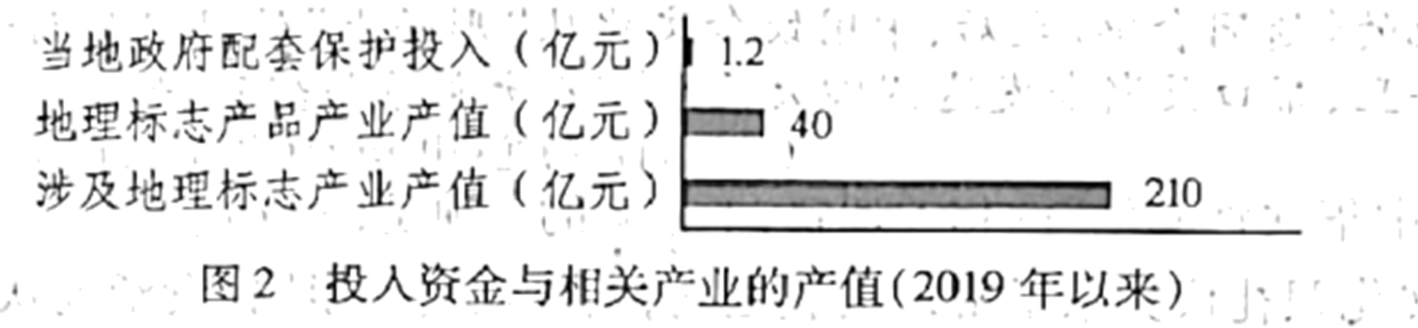 当地政府配套保护投入（亿元） 1.2
地理标志产品产业产值（亿元） 40
涉及地理标志产业产值（亿元） 210
图2 投入资金与相关产业的产值(2019年以来)